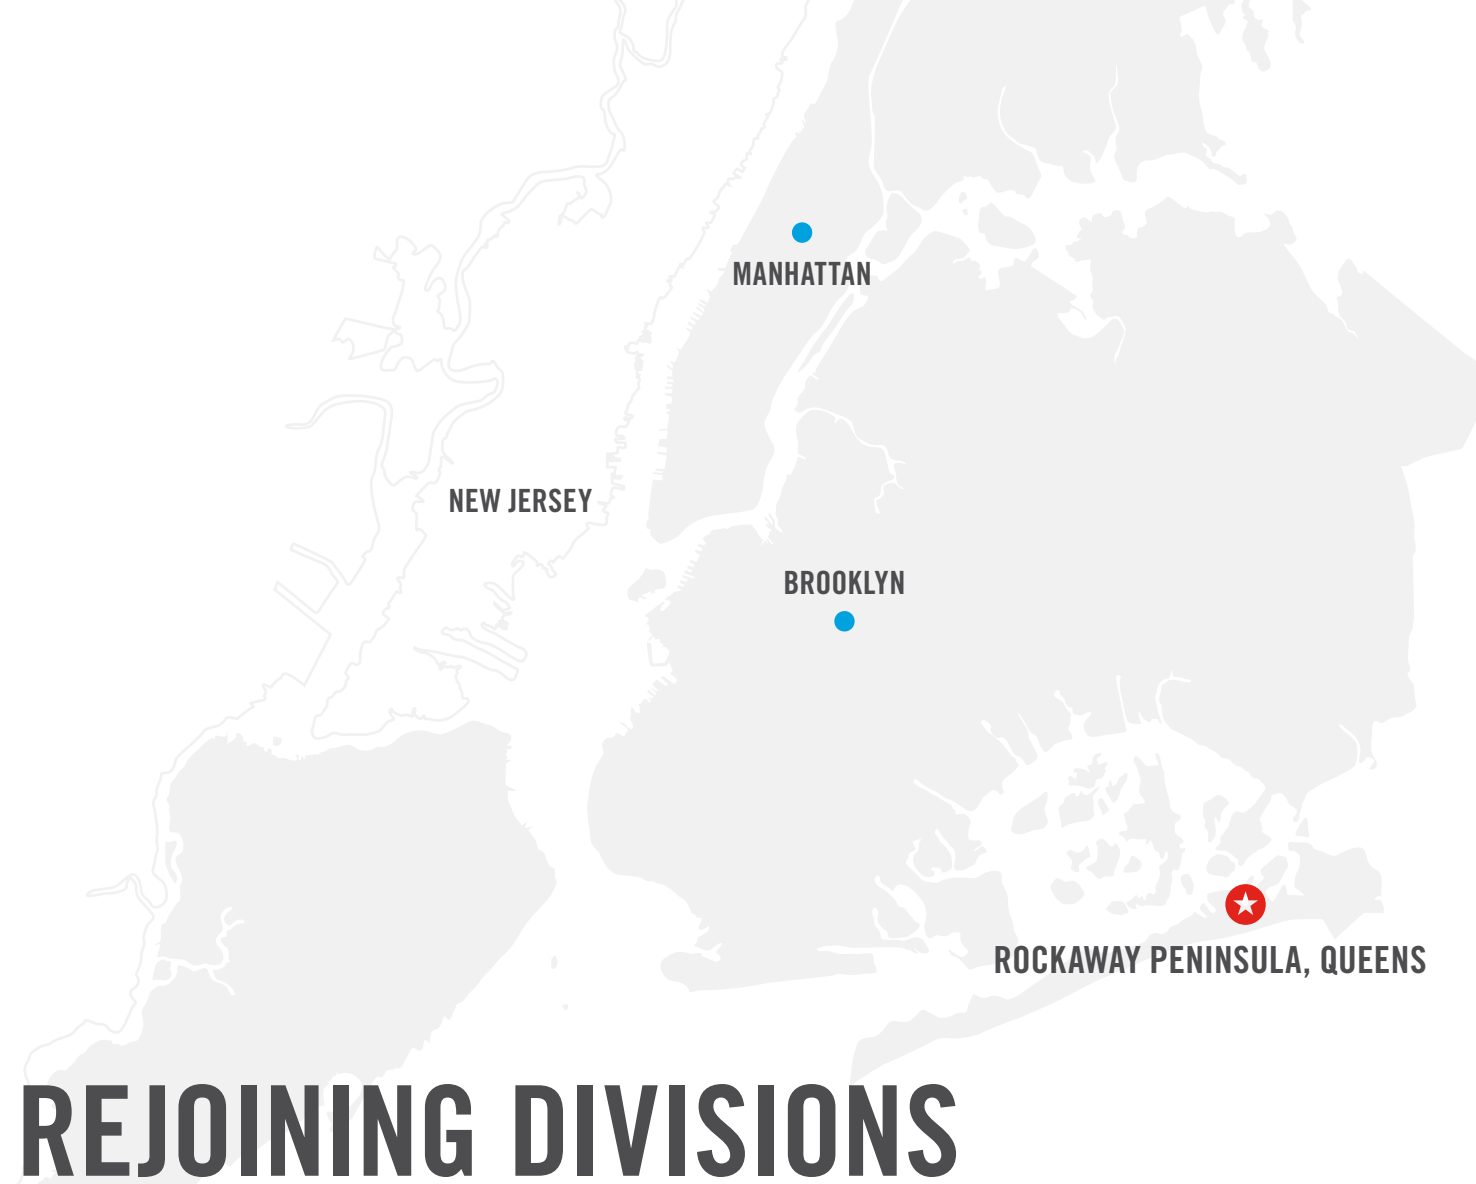 MANHATTAN
NEW JERSEY
BROOKLYN
ROCKAWAY PENINSULA, QUEENS
REJOINING DIVISIONS